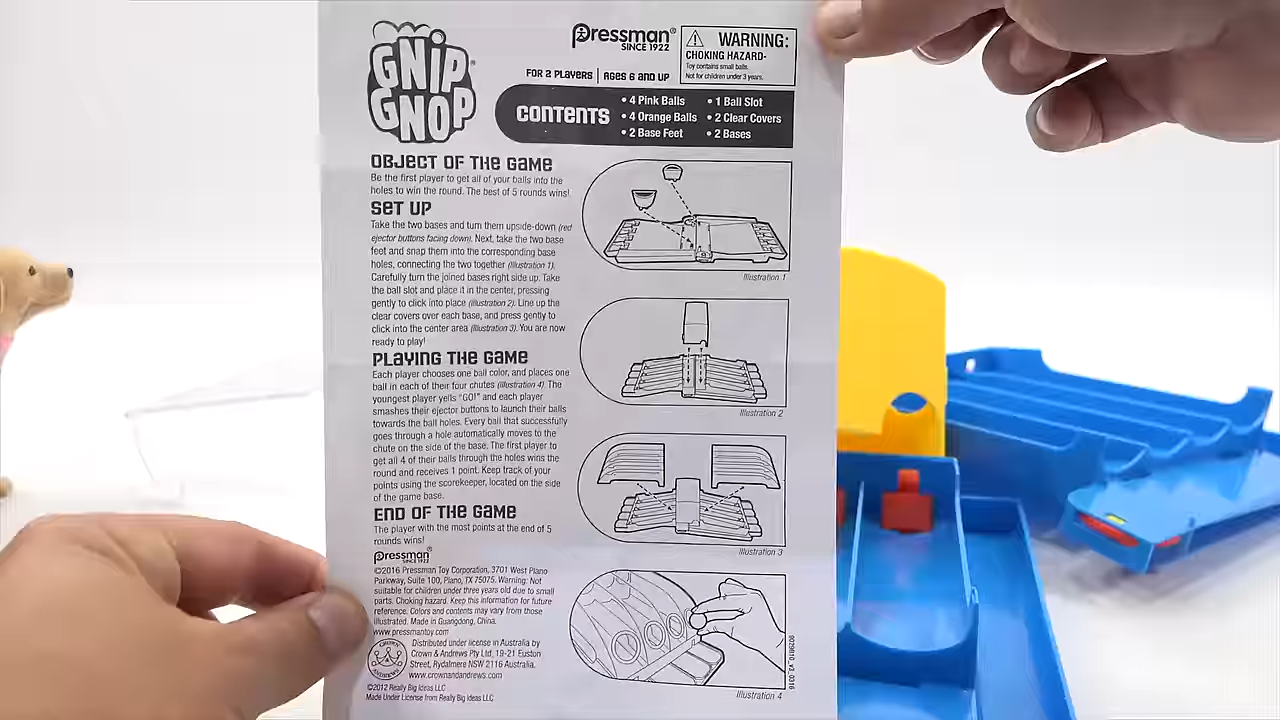 GNIP GNOP®
Pressman®
SINCE 1922
WARNING:
CHOKING HAZARD-
Toy contains small balls.
Not for children under 3 years.
FOR 2 PLAYERS | AGES 6 AND UP
CONTENTS
• 4 Pink Balls
• 4 Orange Balls
• 2 Base Feet
• 1 Ball Slot
• 2 Clear Covers
• 2 Bases
OBJECT OF THE GAME
Be the first player to get all of your balls into the
holes to win the round. The best of 5 rounds wins!
SET UP
Take the two bases and turn them upside-down (red
ejector buttons facing down). Next, take the two base
feet and snap them into the corresponding base
holes, connecting the two together (Illustration 1).
Carefully turn the joined bases right side up. Take
the ball slot and place it in the center, pressing
gently to click into place (Illustration 2). Line up the
clear covers over each base, and press gently to
click into the center area (Illustration 3). You are now
ready to play!
PLAYING THE GAME
Each player chooses one ball color, and places one
ball in each of their four chutes (Illustration 4). The
youngest player yells "GO!" and each player
smashes their ejector buttons to launch their balls
towards the ball holes. Every ball that successfully
goes through a hole automatically moves to the
chute on the side of the base. The first player to
get all 4 of their balls through the holes wins the
round and receives 1 point. Keep track of your
points using the scorekeeper, located on the side
of the game base.
END OF THE GAME
The player with the most points at the end of 5
rounds wins!
Pressman®
SINCE 1922
©2016 Pressman Toy Corporation, 3701 West Plano
Parkway, Suite 100, Plano, TX 75075. Warning: Not
suitable for children under three years old due to small
parts. Choking hazard. Keep this information for future
reference. Colors and contents may vary from those
illustrated. Made in Guangdong, China.
www.pressmantoy.com
CROWN
ANDREWS
Distributed under license in Australia by
Crown & Andrews Pty Ltd, 19-21 Euston
Street, Rydalmere NSW 2116 Australia.
www.crownandandrews.com
©2012 Really Big Ideas LLC
Made Under License from Really Big Ideas LLC
Illustration 1
Illustration 2
Illustration 3
Illustration 4
9029810_v3_0316